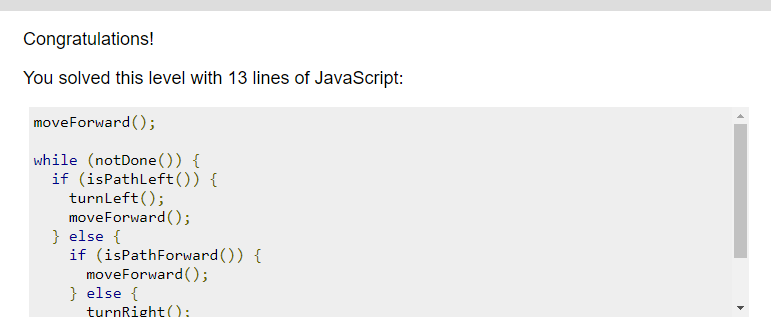 Congratulations!
You solved this level with 13 lines of JavaScript:
moveForward();
while (notDone()) {
if (isPathLeft()) {
turnLeft();
moveForward();
} else {
if (isPathForward()) {
moveForward();
} else {
turnRight();